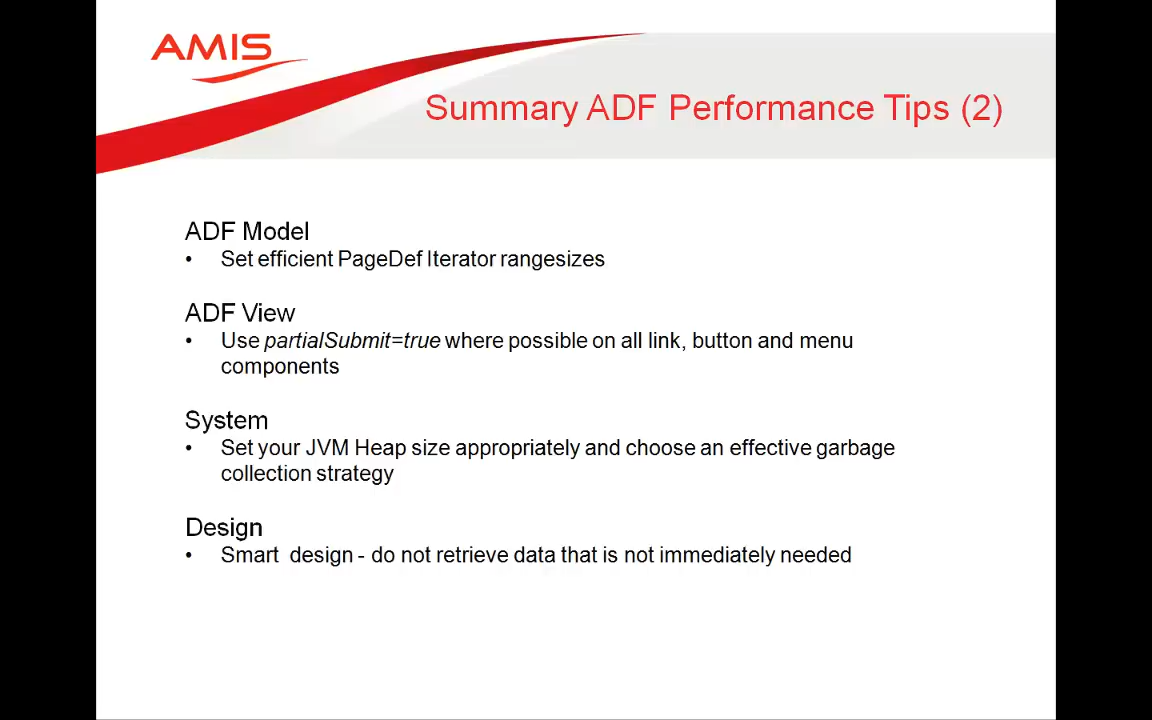 AMIS
Summary ADF Performance Tips (2)
ADF Model
• Set efficient PageDef Iterator rangesizes
ADF View
• Use partialSubmit=true where possible on all link, button and menu
components
System
• Set your JVM Heap size appropriately and choose an effective garbage
collection strategy
Design
• Smart design - do not retrieve data that is not immediately needed